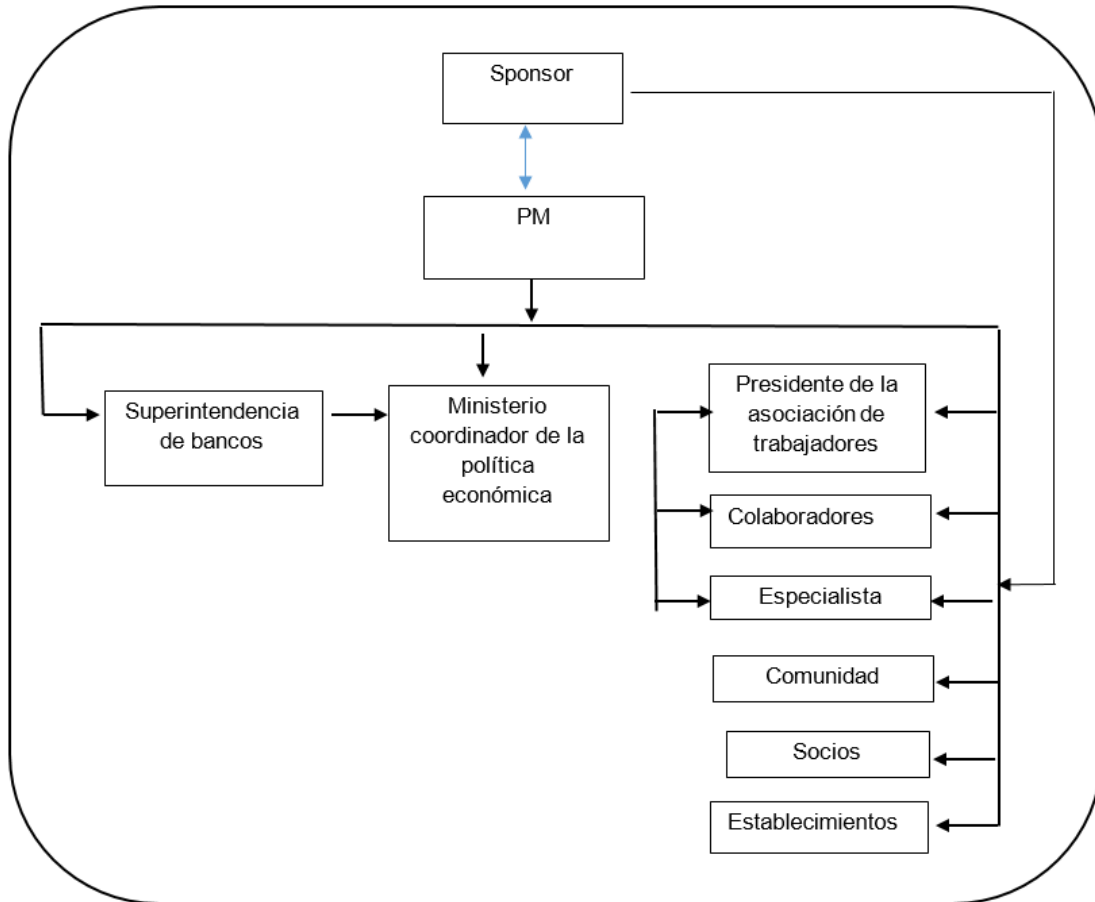 Sponsor
PM
Superintendencia
de bancos
Ministerio
coordinador de la
política
económica
Presidente de la
asociación de
trabajadores
Colaboradores
Especialista
Comunidad
Socios
Establecimientos